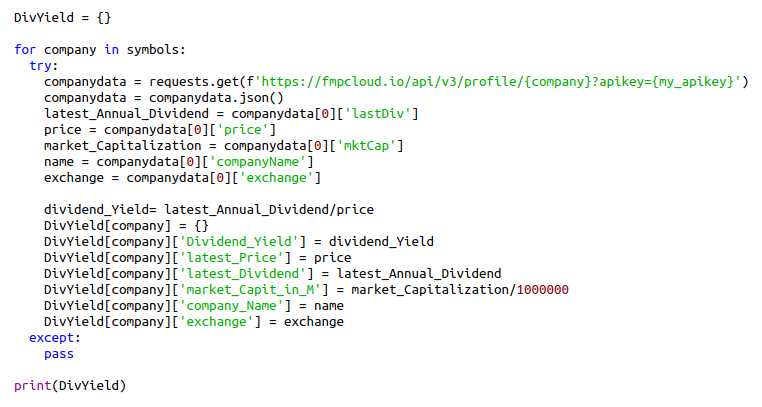 DivYield = {}

for company in symbols:
  try:
    companydata = requests.get(f'https://fmpcloud.io/api/v3/profile/{company}?apikey={my_apikey}')
    companydata = companydata.json()
    latest_Annual_Dividend = companydata[0]['lastDiv']
    price = companydata[0]['price']
    market_Capitalization = companydata[0]['mktCap']
    name = companydata[0]['companyName']
    exchange = companydata[0]['exchange']

    dividend_Yield= latest_Annual_Dividend/price
    DivYield[company] = {}
    DivYield[company]['Dividend_Yield'] = dividend_Yield
    DivYield[company]['latest_Price'] = price
    DivYield[company]['latest_Dividend'] = latest_Annual_Dividend
    DivYield[company]['market_Capit_in_M'] = market_Capitalization/1000000
    DivYield[company]['company_Name'] = name
    DivYield[company]['exchange'] = exchange
  except:
    pass

print(DivYield)